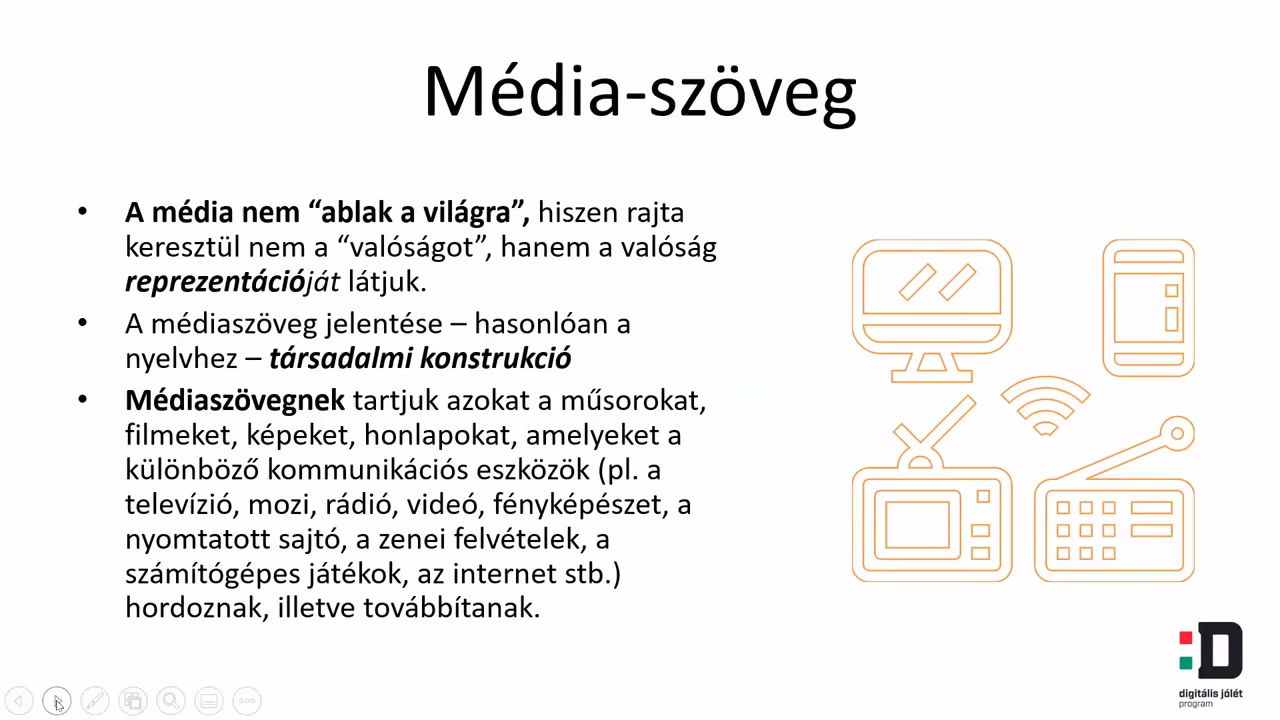 Média-szöveg
• A média nem “ablak a világra”, hiszen rajta
keresztül nem a “valóságot”, hanem a valóság
reprezentációját látjuk.
• A médiaszöveg jelentése – hasonlóan a
nyelvhez – társadalmi konstrukció
• Médiaszövegnek tartjuk azokat a műsorokat,
filmeket, képeket, honlapokat, amelyeket a
különböző kommunikációs eszközök (pl. a
televízió, mozi, rádió, videó, fényképészet, a
nyomtatott sajtó, a zenei felvételek, a
számítógépes játékok, az internet stb.)
hordoznak, illetve továbbítanak.
:D
digitális jólét
program